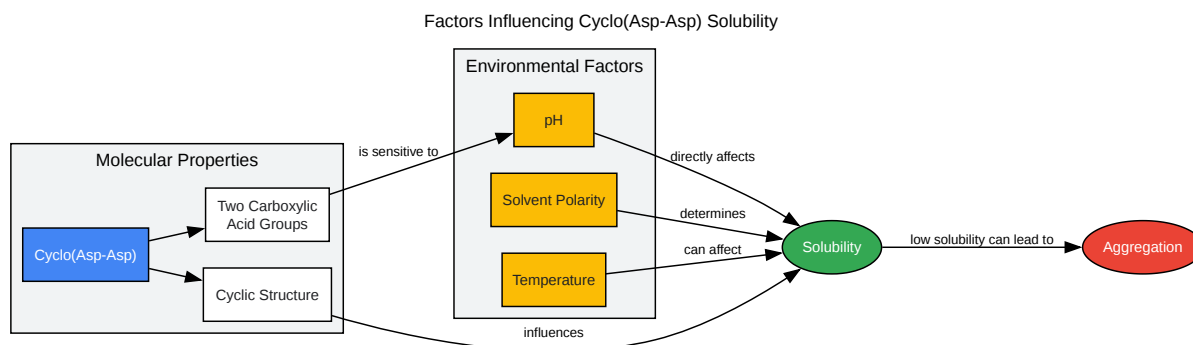 Factors Influencing Cyclo(Asp-Asp) Solubility
Molecular Properties
Cyclo(Asp-Asp)
Two Carboxylic
Acid Groups
Cyclic Structure
is sensitive to
influences
Environmental Factors
pH
Solvent Polarity
Temperature
directly affects
determines
can affect
Solubility
low solubility can lead to
Aggregation